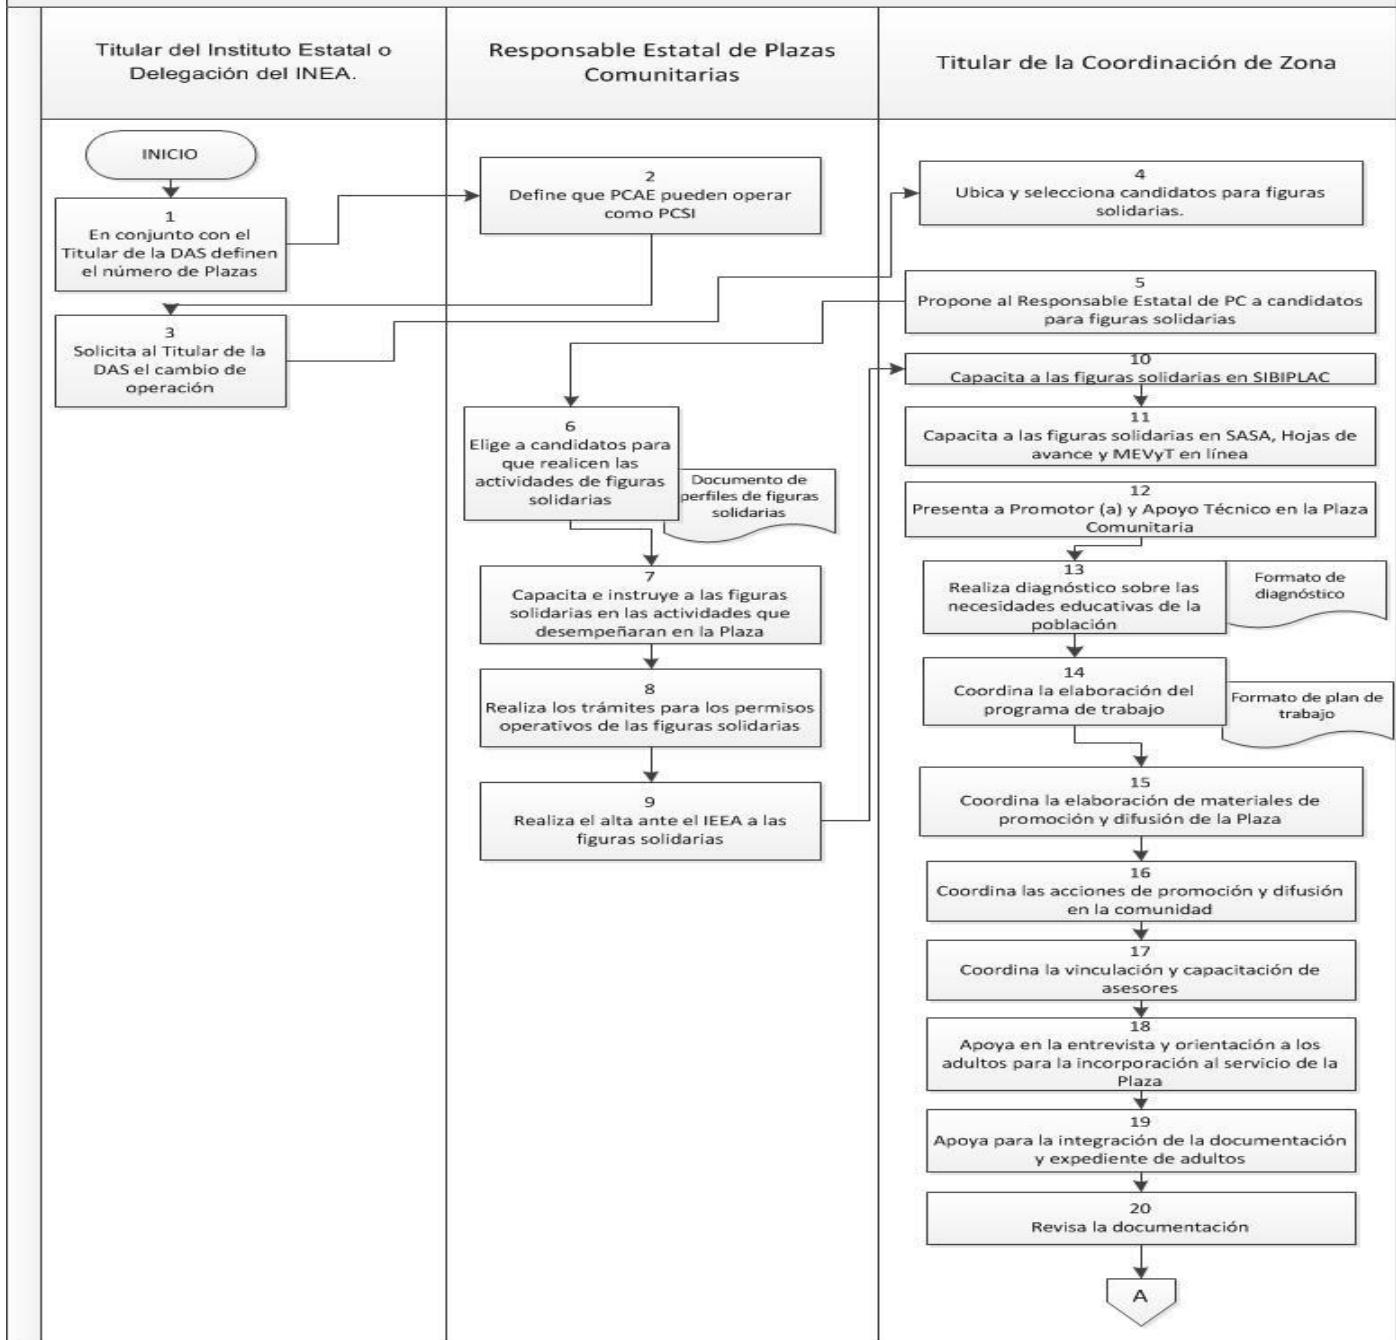 Titular del Instituto Estatal o
Delegación del INEA.
Responsable Estatal de Plazas
Comunitarias
Titular de la Coordinación de Zona
INICIO
1
En conjunto con el
Titular de la DAS definen
el número de Plazas
2
Define que PCAE pueden operar
como PCSI
3
Solicita al Titular de la
DAS el cambio de
operación
4
Ubica y selecciona candidatos para figuras
solidarias.
5
Propone al Responsable Estatal de PC a candidatos
para figuras solidarias
6
Elige a candidatos para
que realicen las
actividades de figuras
solidarias
Documento de
perfiles de figuras
solidarias
7
Capacita e instruye a las figuras
solidarias en las actividades que
desempeñaran en la Plaza
8
Realiza los trámites para los permisos
operativos de las figuras solidarias
9
Realiza el alta ante el IEEA a las
figuras solidarias
10
Capacita a las figuras solidarias en SIBIPLAC
11
Capacita a las figuras solidarias en SASA, Hojas de
avance y MEVyT en línea
12
Presenta a Promotor (a) y Apoyo Técnico en la Plaza
Comunitaria
13
Realiza diagnóstico sobre las
necesidades educativas de la
población
Formato de
diagnóstico
14
Coordina la elaboración del
programa de trabajo
Formato de plan de
trabajo
15
Coordina la elaboración de materiales de
promoción y difusión de la Plaza
16
Coordina las acciones de promoción y difusión
en la comunidad
17
Coordina la vinculación y capacitación de
asesores
18
Apoya en la entrevista y orientación a los
adultos para la incorporación al servicio de la
Plaza
19
Apoya para la integración de la documentación
y expediente de adultos
20
Revisa la documentación
A